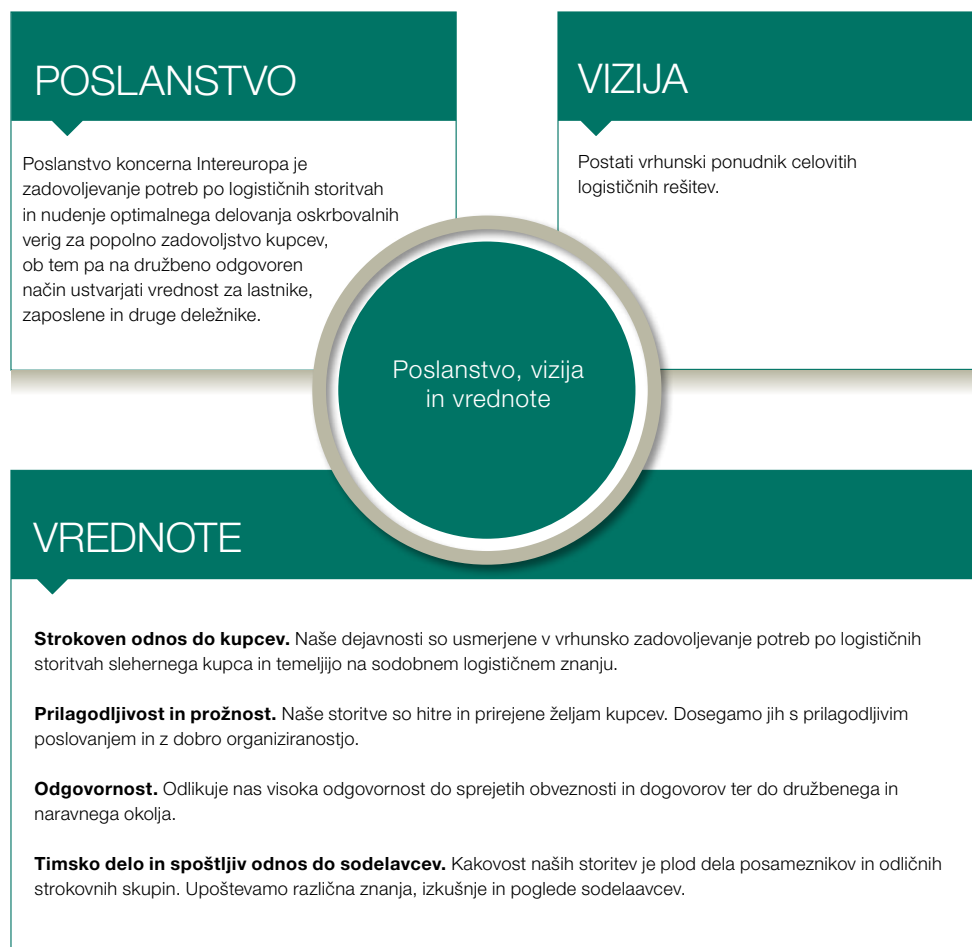 POSLANSTVO
Poslanstvo koncerna Intereuropa je
zadovoljevanje potreb po logističnih storitvah
in nudenje optimalnega delovanja oskrbovalnih
verig za popolno zadovoljstvo kupcev,
ob tem pa na družbeno odgovoren
način ustvarjati vrednost za lastnike,
zaposlene in druge deležnike.
VIZIJA
Postati vrhunski ponudnik celovitih
logističnih rešitev.
Poslanstvo, vizija
in vrednote
VREDNOTE
Strokoven odnos do kupcev. Naše dejavnosti so usmerjene v vrhunsko zadovoljevanje potreb po logističnih
storitvah slehernega kupca in temeljijo na sodobnem logističnem znanju.
Prilagodljivost in prožnost. Naše storitve so hitre in prirejene željam kupcev. Dosegamo jih s prilagodljivim
poslovanjem in z dobro organiziranostjo.
Odgovornost. Odlikuje nas visoka odgovornost do sprejetih obveznosti in dogovorov ter do družbenega in
naravnega okolja.
Timsko delo in spoštljiv odnos do sodelavcev. Kakovost naših storitev je plod dela posameznikov in odličnih
strokovnih skupin. Upoštevamo različna znanja, izkušnje in poglede sodelaavcev.